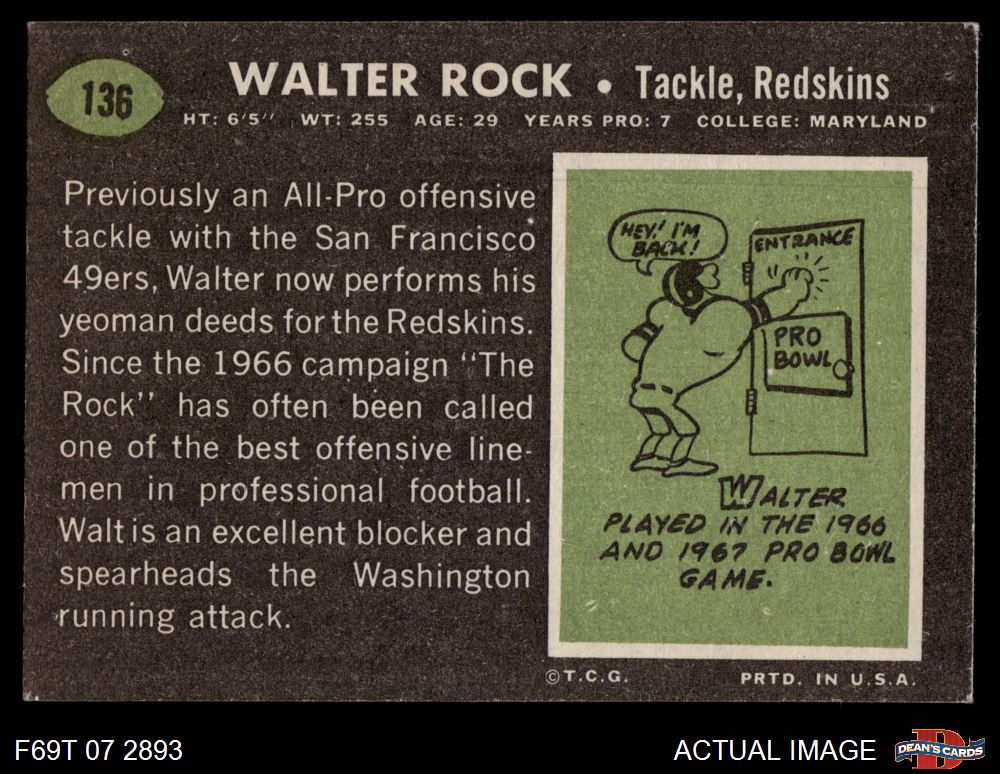 136
WALTER ROCK • Tackle, Redskins
HT: 6'5'' WT: 255 AGE: 29 YEARS PRO: 7 COLLEGE: MARYLAND
Previously an All-Pro offensive
tackle with the San Francisco
49ers, Walter now performs his
yeoman deeds for the Redskins.
Since the 1966 campaign "The
Rock" has often been called
one of the best offensive line-
men in professional football.
Walt is an excellent blocker and
spearheads the Washington
running attack.
HEY! I'M
BACK!
ENTRANCE
PRO
BOWL
WALTER
PLAYED IN THE 1966
AND 1967 PRO BOWL
GAME.
©T.C.G. PRTD. IN U.S.A.
F69T 07 2893
ACTUAL IMAGE
D
DEAN'S CARDS